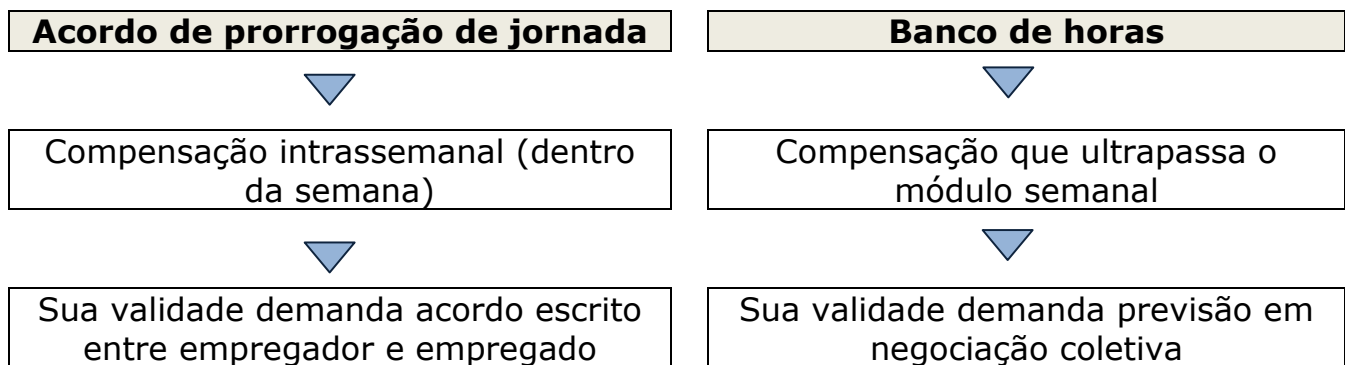 Acordo de prorrogação de jornada
Compensação intrassemanal (dentro
da semana)
Sua validade demanda acordo escrito
entre empregador e empregado
Banco de horas
Compensação que ultrapassa o
módulo semanal
Sua validade demanda previsão em
negociação coletiva